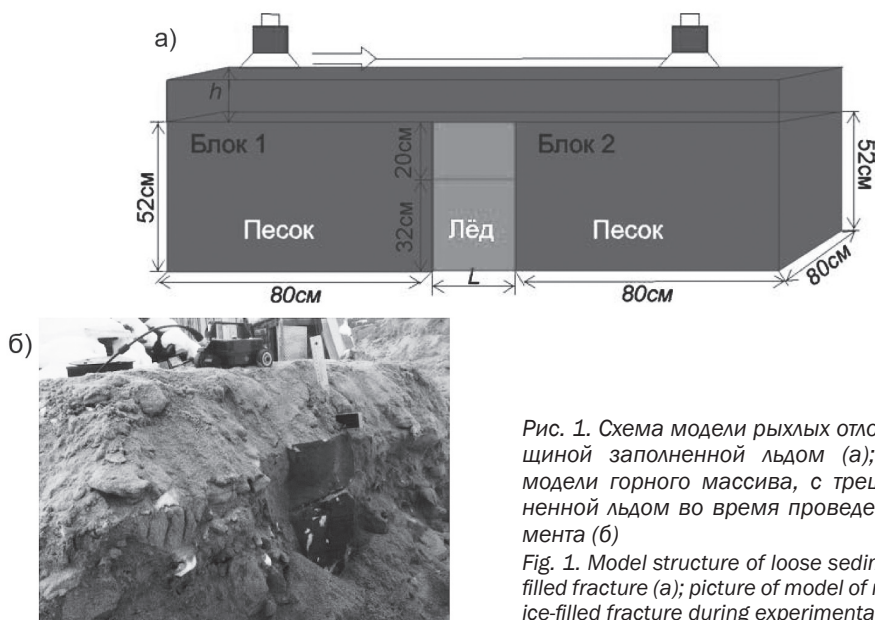 а)
h
Блок 1
20см
Блок 2
52см
52см
Песок
32см
Лёд
Песок
80см
L
80см
80см
б)
Рис. 1. Схема модели рыхлых отло
щиной заполненной льдом (а);
модели горного массива, с трещ
ненной льдом во время проведе
мента (б)
Fig. 1. Model structure of loose sedin
filled fracture (a); picture of model of
ice-filled fracture during experimenta